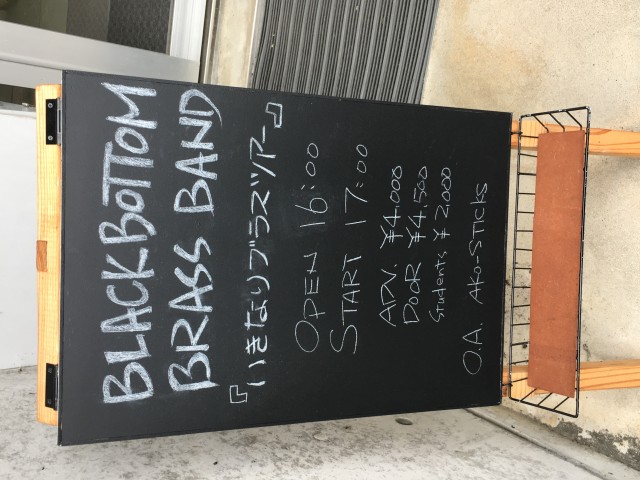 BLACK BOTTOM
BRASS BAND
『いきなりブラスツアー』
OPEN 16:00
START 17:00
ADV. ¥4,000
DOOR ¥4,500
Students ¥2,000
O.A. AKO-STICKS